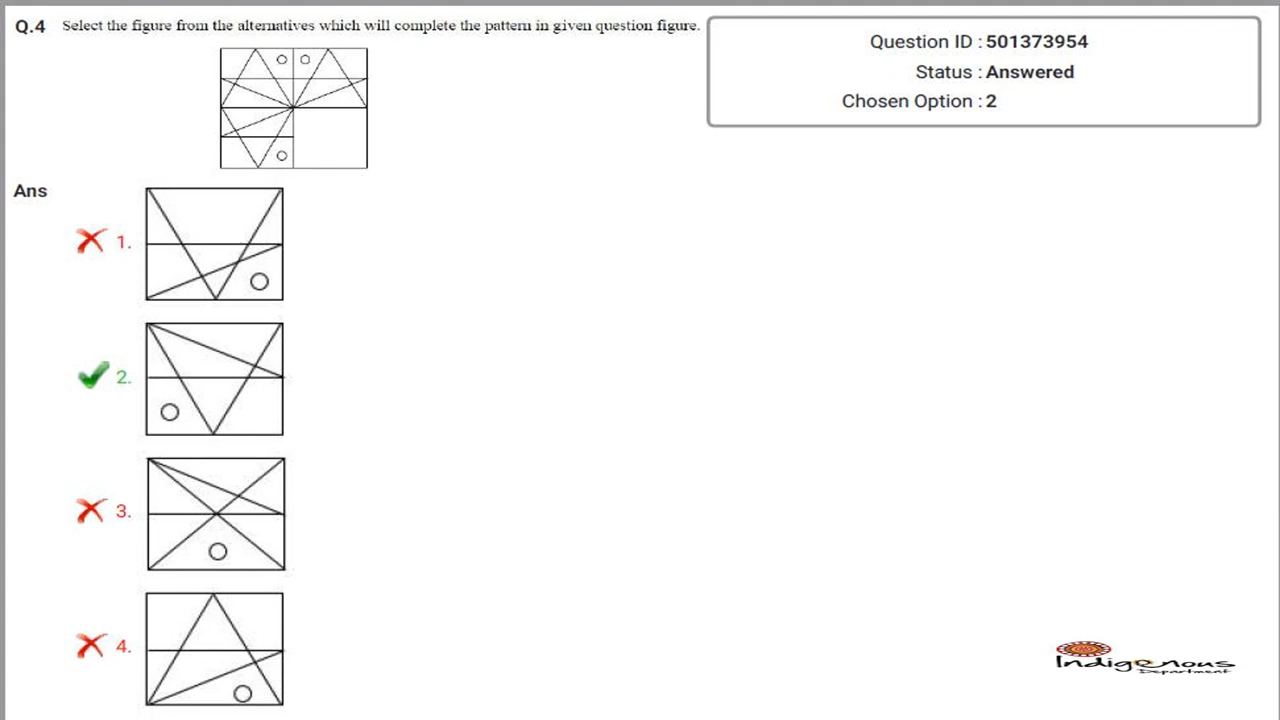 Q.4 Select the figure from the alternatives which will complete the pattern in given question figure.
Question ID : 501373954
Status : Answered
Chosen Option : 2
Ans
1.
2.
3.
4.
Indigenous
Department